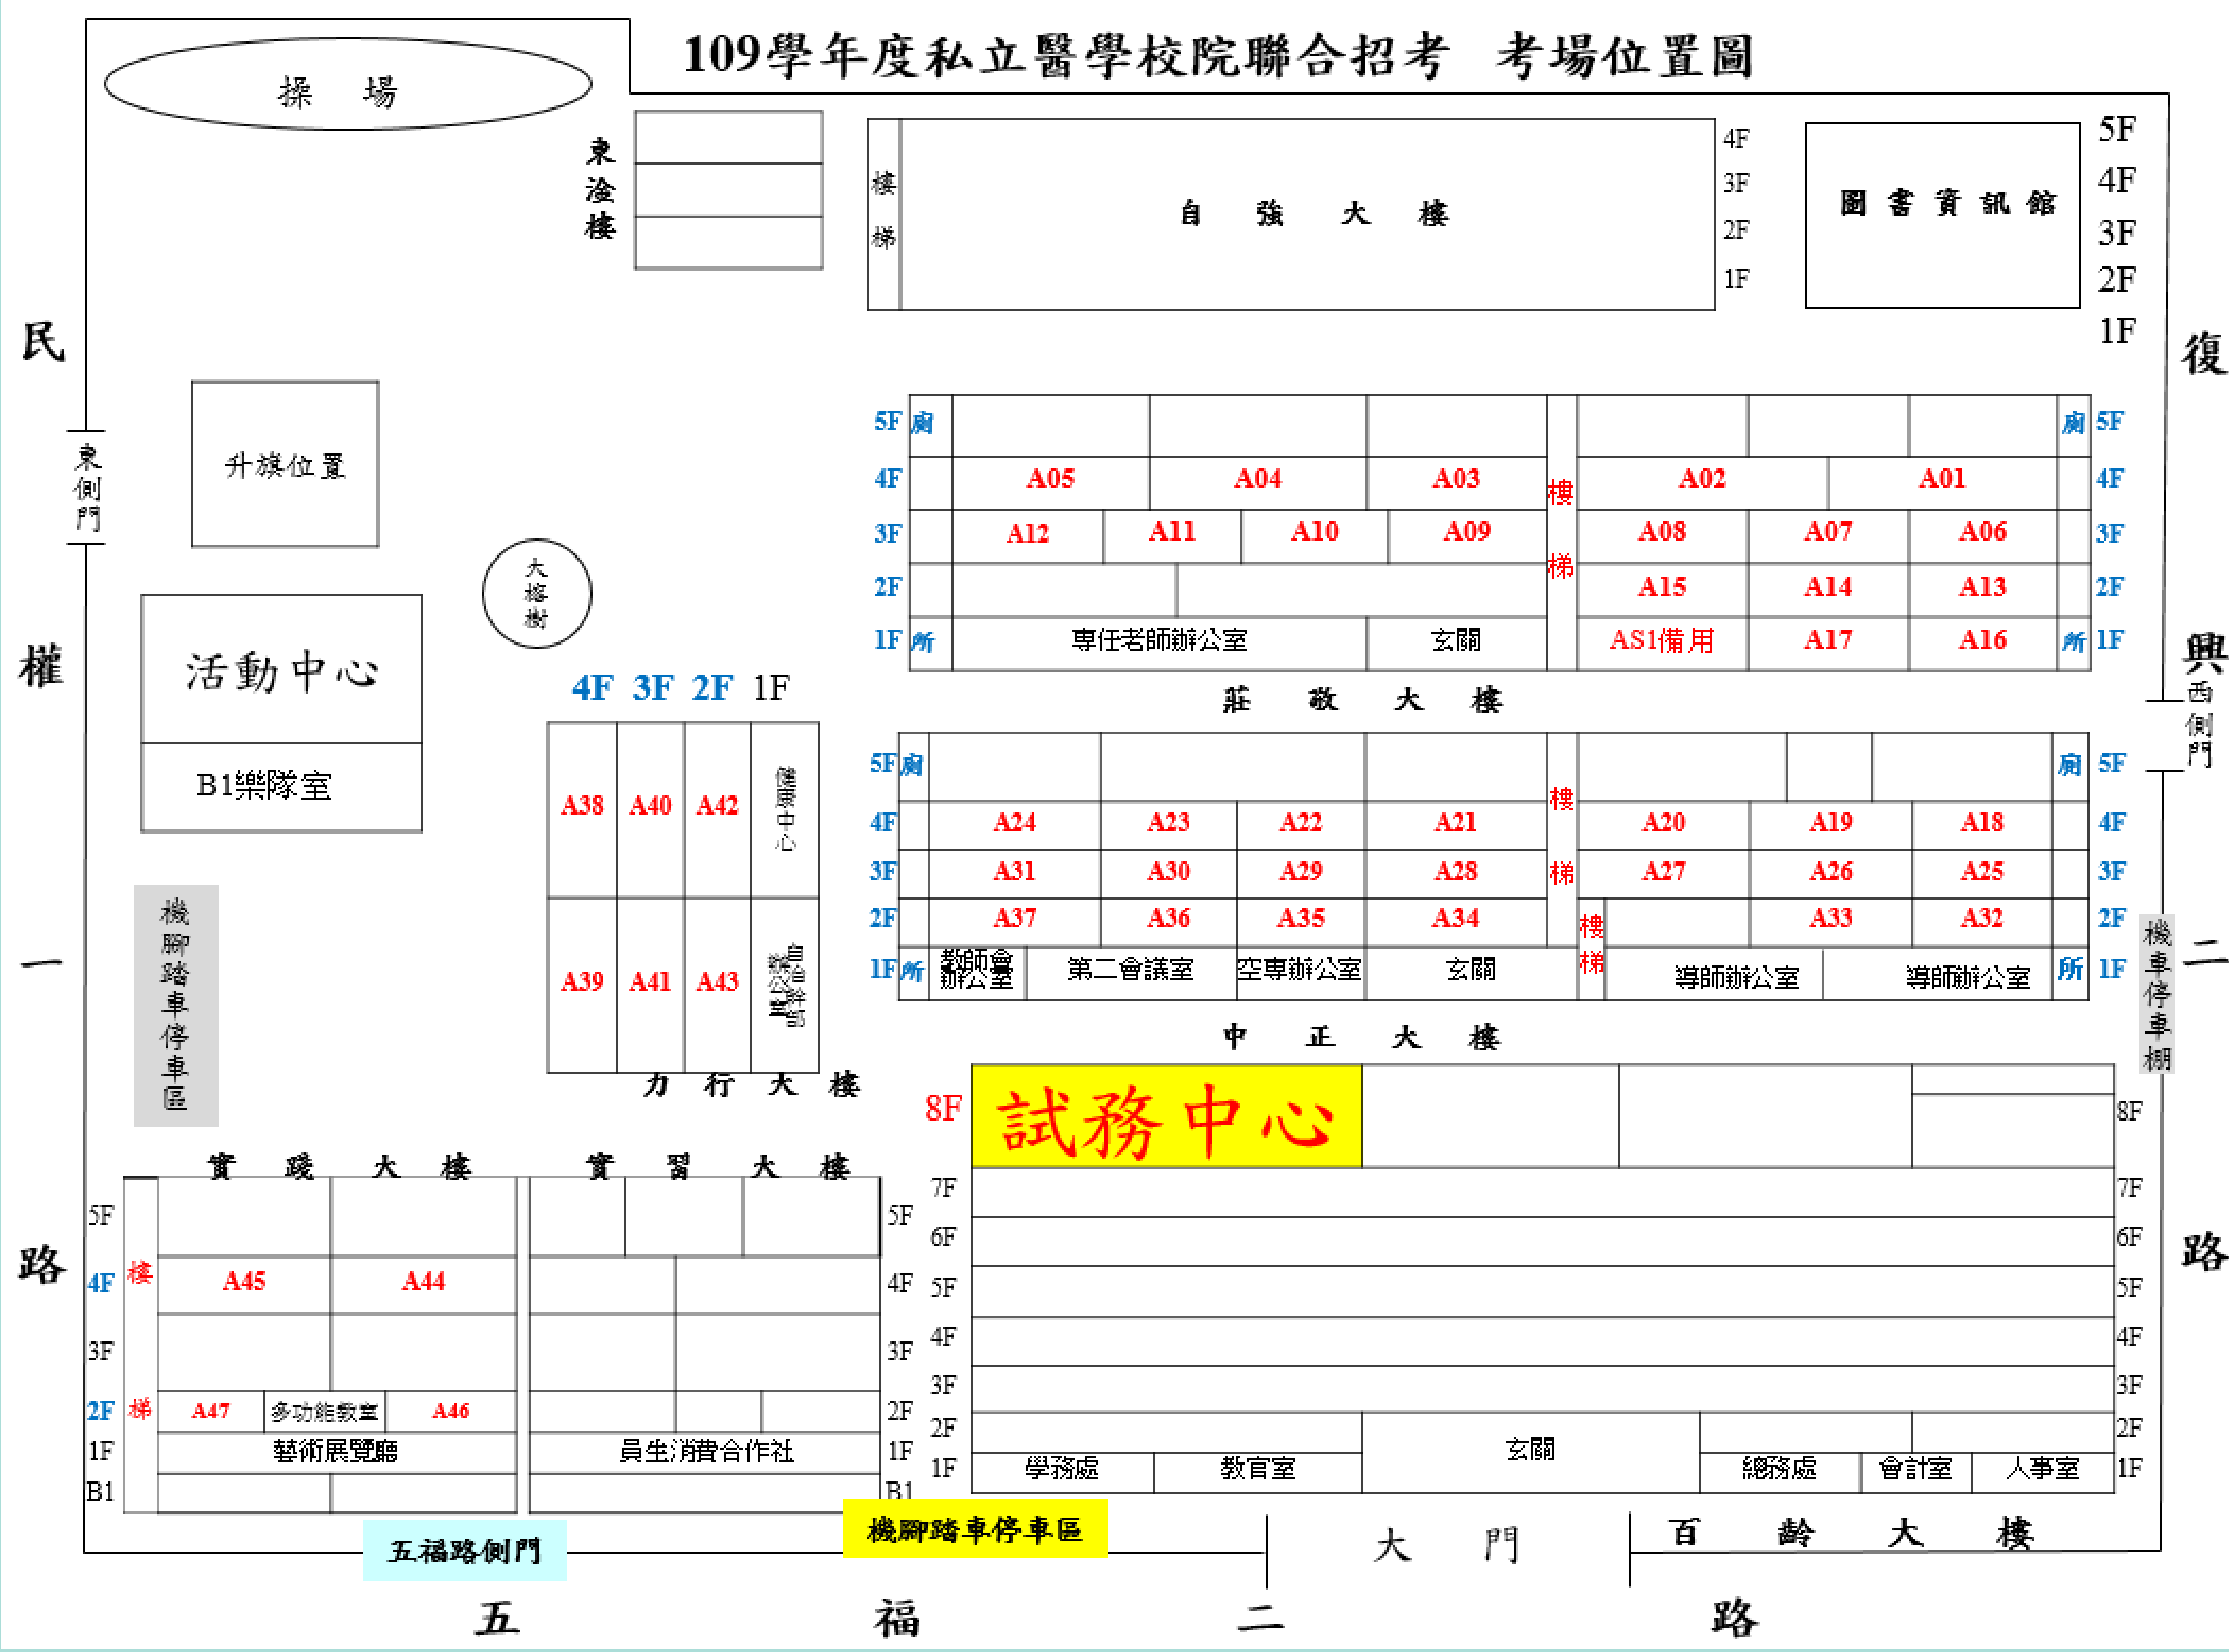 109學年度私立醫學校院聯合招考 考場位置圖
操 場
東淦樓
樓梯
自 強 大 樓
4F
3F
2F
1F
圖書資訊館
5F
4F
3F
2F
1F
民權一路
復興二路
東側門
西側門
升旗位置
大榕樹
活動中心
B1樂隊室
機腳踏車停車區
機車停車棚
5F 廁 廁 5F
4F A05 A04 A03 A02 A01 4F
3F A12 A11 A10 A09 A08 A07 A06 3F
2F A15 A14 A13 2F
1F 所 專任老師辦公室 玄關 AS1備用 A17 A16 所 1F
樓梯
莊 敬 大 樓
5F 廁 廁 5F
4F A24 A23 A22 A21 A20 A19 A18 4F
3F A31 A30 A29 A28 A27 A26 A25 3F
2F A37 A36 A35 A34 A33 A32 2F
1F 所 教師會辦公室 第二會議室 空專辦公室 玄關 導師辦公室 導師辦公室 所 1F
樓梯
樓梯
中 正 大 樓
4F 3F 2F 1F
A38 A40 A42 健康中心
A39 A41 A43 自治幹部
力 行 大 樓
8F 試務中心 8F
7F 7F
6F 6F
5F 5F
4F 4F
3F 3F
2F 玄關 2F
1F 學務處 教官室 總務處 會計室 人事室 1F
百 齡 大 樓
實 踐 大 樓
5F
4F A45 A44
3F
2F A47 多功能教室 A46
1F 藝術展覽廳
B1
樓梯
實 習 大 樓
5F
4F
3F
2F
員生消費合作社 1F
B1
五福路側門
機腳踏車停車區
大 門
五 福 二 路